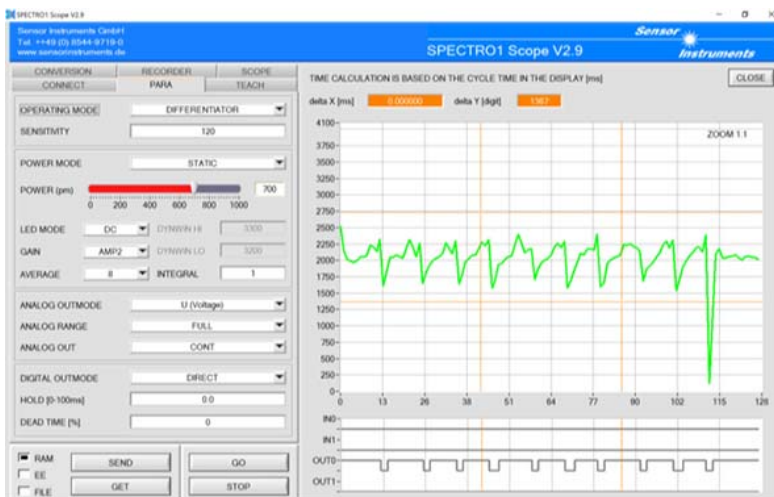 SPECTRO1 Scope V2.9
Sensor Instruments GmbH
Tel. ++49 (0) 8544-9719-0
www.sensorinstruments.de
SPECTRO1 Scope V2.9
Sensor
Instruments
CONVERSION RECORDER SCOPE
CONNECT PARA TEACH
OPERATING MODE DIFFERENTIATOR
SENSITIVITY 120
POWER MODE STATIC
POWER (pm) 700
0 200 400 600 800 1000
LED MODE DC DYNWIN HI 3300
GAIN AMP2 DYNWIN LO 3200
AVERAGE 8 INTEGRAL 1
ANALOG OUTMODE U (Voltage)
ANALOG RANGE FULL
ANALOG OUT CONT
DIGITAL OUTMODE DIRECT
HOLD [0-100ms] 0.0
DEAD TIME [%] 0
RAM SEND GO
EE
FILE GET STOP
TIME CALCULATION IS BASED ON THE CYCLE TIME IN THE DISPLAY [ms]
CLOSE
delta X [ms] 0.000000 delta Y [digit] 1367
ZOOM 1:1
4100
3750
3500
3250
3000
2750
2500
2250
2000
1750
1500
1250
1000
750
500
250
0
0 13 26 38 51 64 77 90 102 115 128
IN0
IN1
OUT0
OUT1